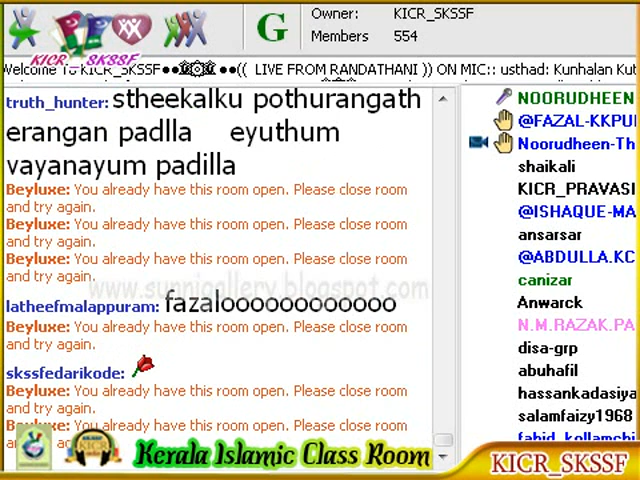 Owner: KICR_SKSSF
Members 554
G
KICR_SKSSF
Welcome To KICR_SKSSF●●●●(( LIVE FROM RANDATHANI )) ON MIC:: usthad: Kunhalan Kut
truth_hunter: stheekalku pothurangath
erangan padlla eyuthum
vayanayum padilla
Beyluxe: You already have this room open. Please close room
and try again.
Beyluxe: You already have this room open. Please close room
and try again.
Beyluxe: You already have this room open. Please close room
and try again.
www.sunnigallery.blogspot.com
latheefmalappuram: fazaloooooooooooo
Beyluxe: You already have this room open. Please close room
and try again.
skssfedarikode:
Beyluxe: You already have this room open. Please close room
and try again.
Beyluxe: You already have this room open. Please close room
NOORUDHEEN
@FAZAL-KKPU
Noorudheen-Th
shaikali
KICR_PRAVASI
@ISHAQUE-MA
ansarsar
@ABDULLA.KC
canizar
Anwarck
N.M.RAZAK.PA
disa-grp
abuhafil
hassankadasiya
salamfaizy1968
fahid_kollamchi
KICR
Kerala Islamic Class Room
KICR_SKSSF